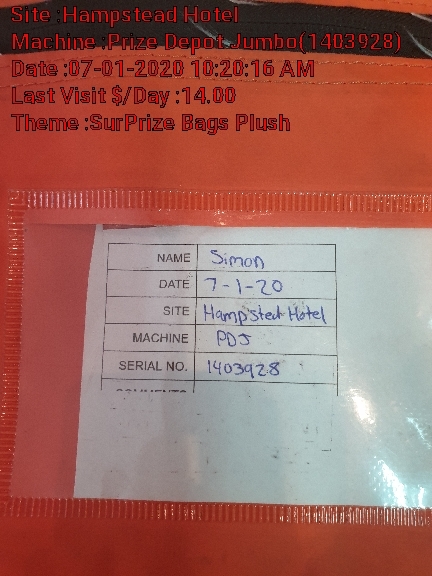 Site :Hampstead Hotel
Machine :Prize Depot Jumbo(1403928)
Date :07-01-2020 10:20:16 AM
Last Visit $/Day :14.00
Theme :SurPrize Bags Plush
NAME Simon
DATE 7-1-20
SITE Hampsted Hotel
MACHINE PDJ
SERIAL NO. 1403928